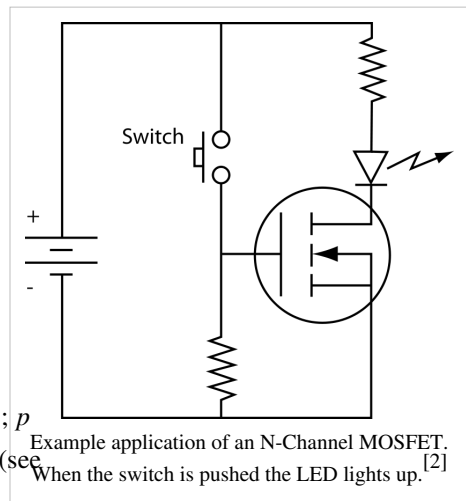 Switch
+
-
; p
Example application of an N-Channel MOSFET.
(see
When the switch is pushed the LED lights up.[2]